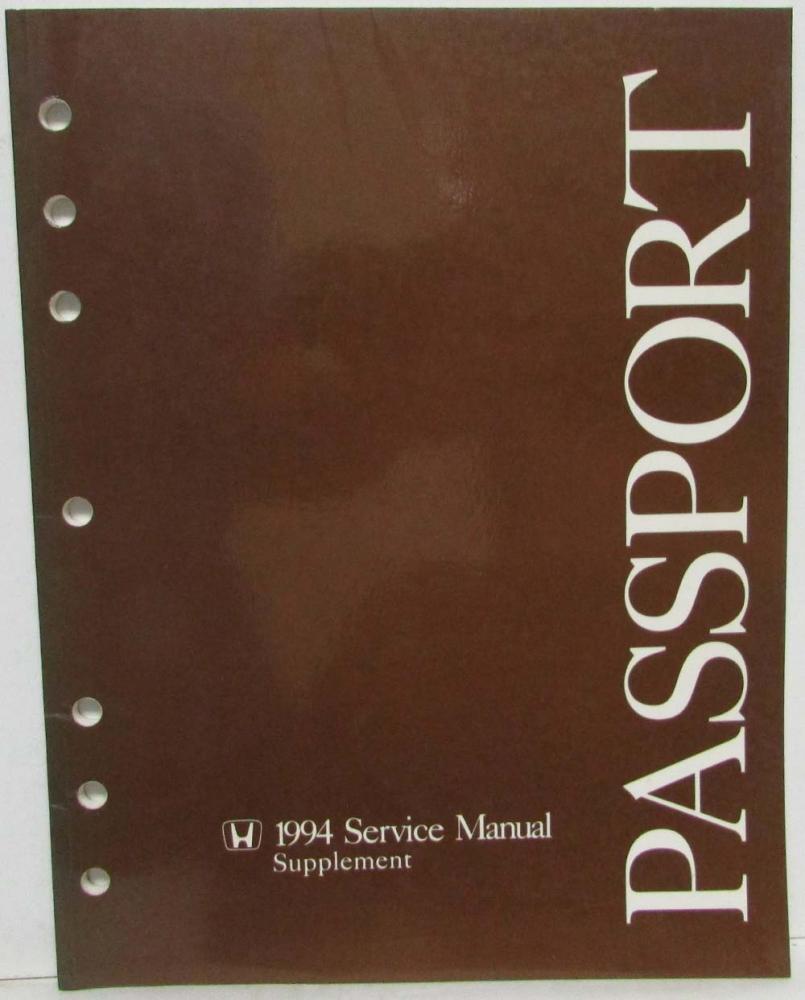 PASSPORT
1994 Service Manual
Supplement